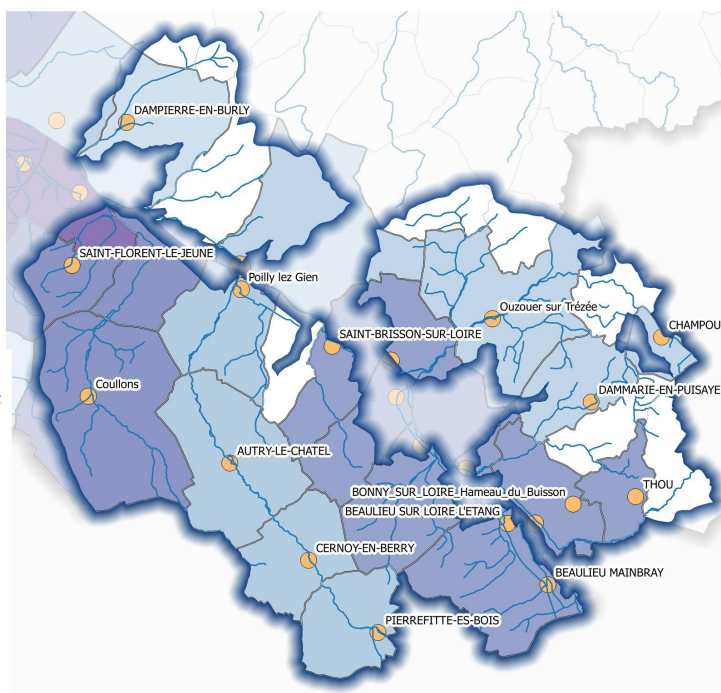 DAMPIERRE-EN-BURLY
SAINT-FLORENT-LE-JEUNE
Poilly lez Gien
Ouzouer sur Trézée
CHAMPOU
SAINT-BRISSON-SUR-LOIRE
Coullons
DAMMARIE-EN-PUISAYE
AUTRY-LE-CHATEL
THOU
BONNY_SUR_LOIRE_Hameau_du_Buisson
BEAULIEU SUR LOIRE L'ETANG
CERNOY-EN-BERRY
BEAULIEU MAINBRAY
PIERREFITTE-ES-BOIS